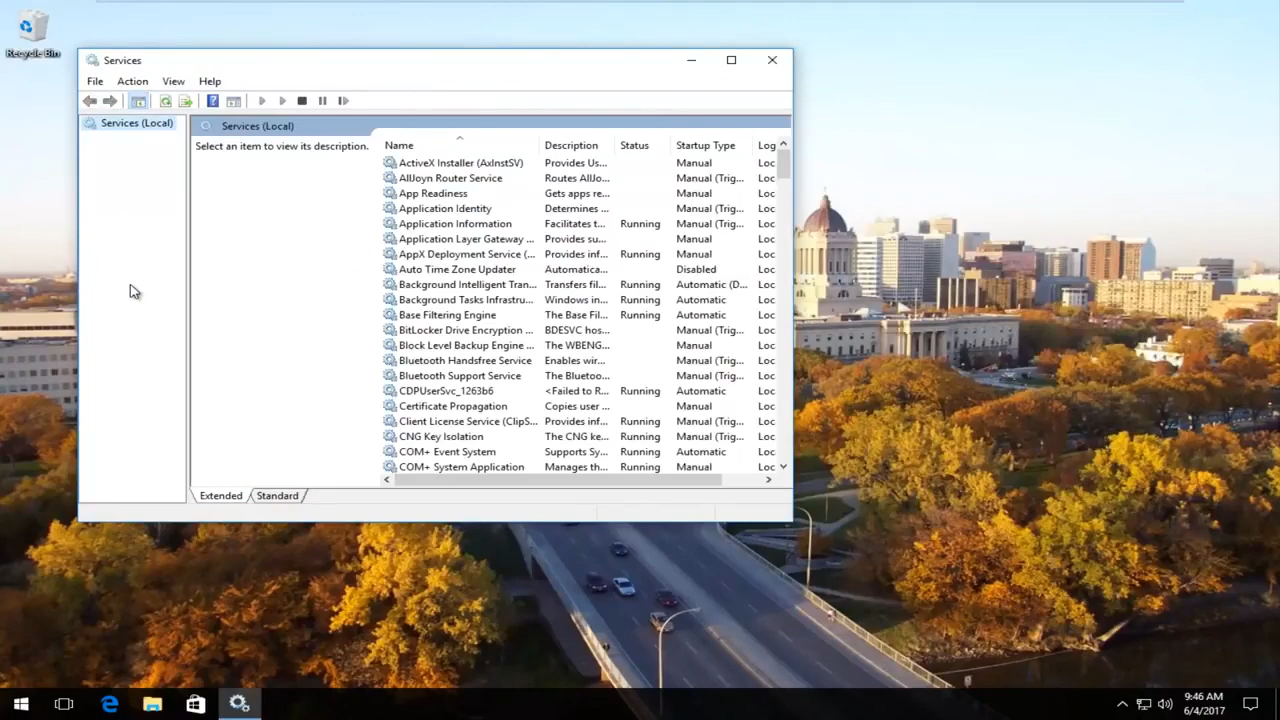 Recycle Bin
Services
File Action View Help
Services (Local)
Services (Local)
Select an item to view its description.
Name Description Status Startup Type Log
ActiveX Installer (AxInstSV) Provides Us... Manual Loc
AllJoyn Router Service Routes AllJo... Manual (Trig... Loc
App Readiness Gets apps re... Manual Loc
Application Identity Determines ... Manual (Trig... Loc
Application Information Facilitates t... Running Manual (Trig... Loc
Application Layer Gateway ... Provides su... Manual Loc
AppX Deployment Service (... Provides inf... Running Manual Loc
Auto Time Zone Updater Automatica... Disabled Loc
Background Intelligent Tran... Transfers fil... Running Automatic (D... Loc
Background Tasks Infrastru... Windows in... Running Automatic Loc
Base Filtering Engine The Base Fil... Running Automatic Loc
BitLocker Drive Encryption ... BDESVC hos... Manual (Trig... Loc
Block Level Backup Engine ... The WBENG... Manual Loc
Bluetooth Handsfree Service Enables wir... Manual (Trig... Loc
Bluetooth Support Service The Bluetoo... Manual (Trig... Loc
CDPUserSvc_1263b6 <Failed to R... Running Automatic Loc
Certificate Propagation Copies user ... Manual Loc
Client License Service (ClipS... Provides inf... Running Manual (Trig... Loc
CNG Key Isolation The CNG ke... Running Manual (Trig... Loc
COM+ Event System Supports Sy... Running Automatic Loc
COM+ System Application Manages th... Running Manual Loc
Extended Standard
9:46 AM
6/4/2017